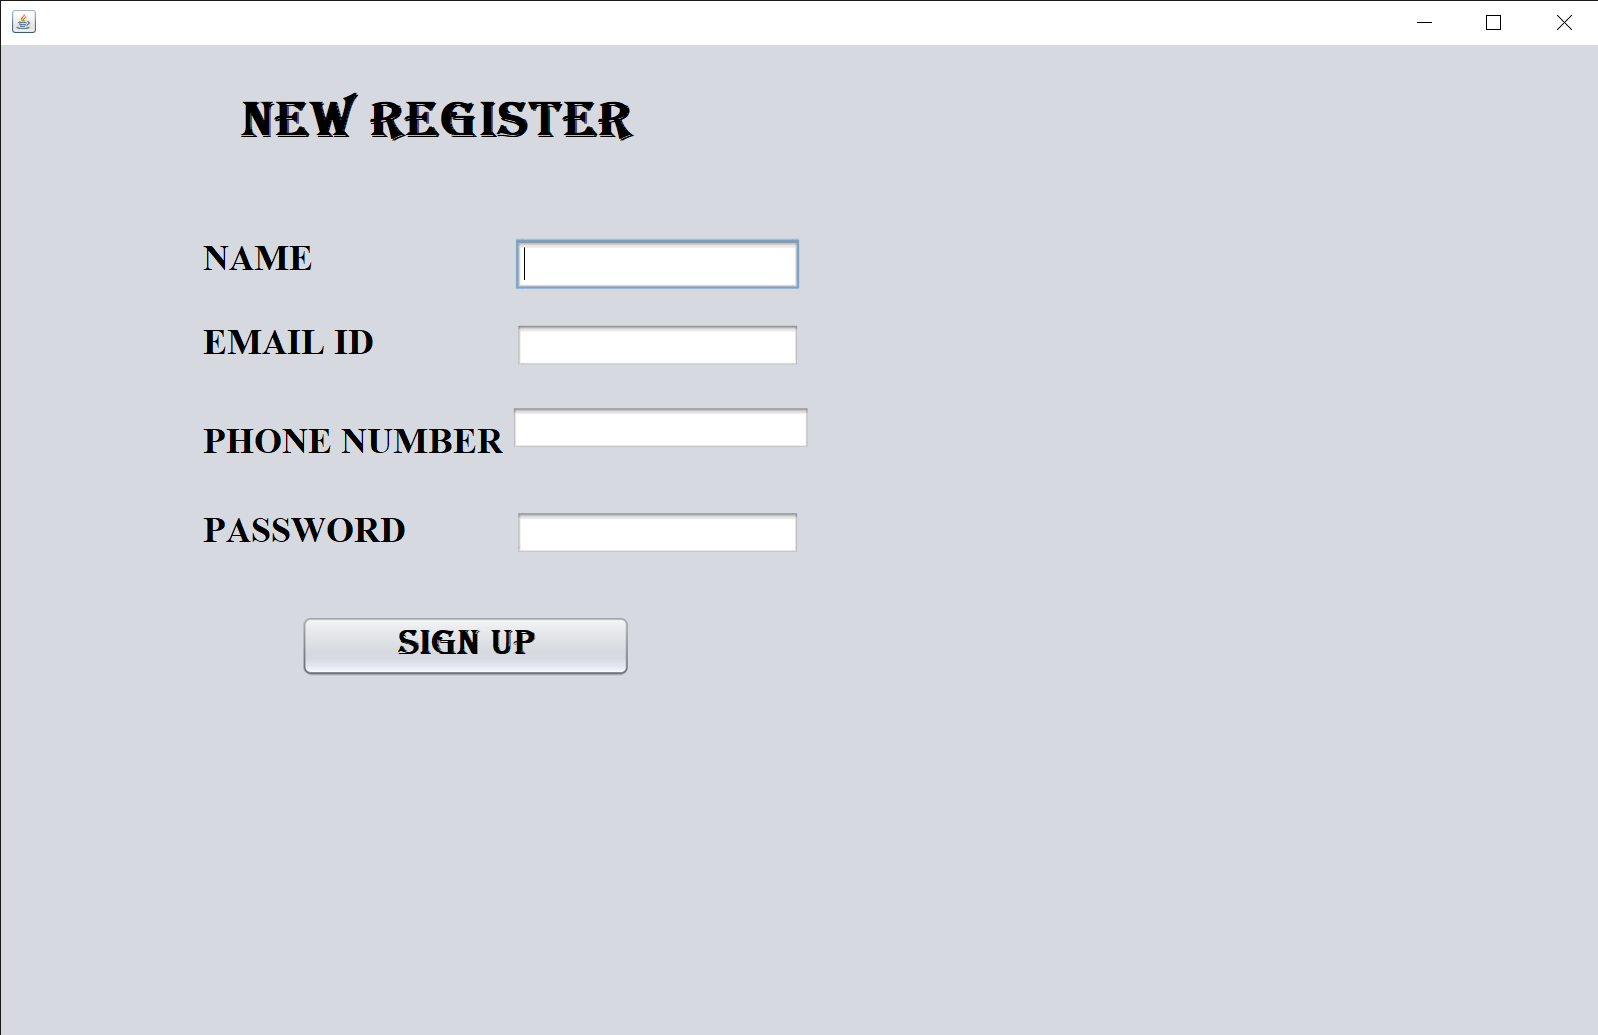 NEW REGISTER
NAME
EMAIL ID
PHONE NUMBER
PASSWORD
SIGN UP